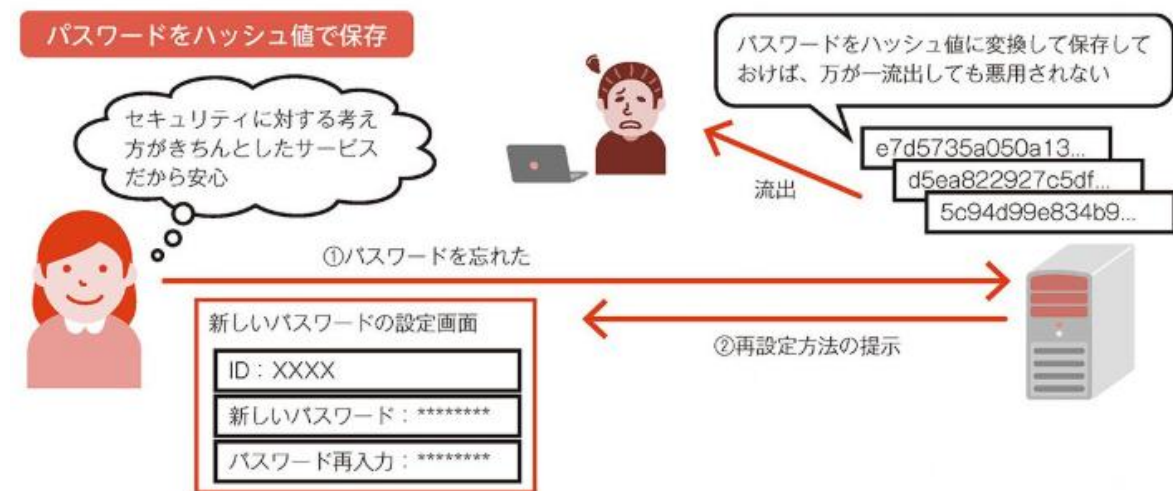 パスワードをハッシュ値で保存
パスワードをハッシュ値に変換して保存して
おけば、万が一流出しても悪用されない
セキュリティに対する考え
方がきちんとしたサービス
だから安心
e7d5735a050a13...
d5ea822927c5df...
5c94d99e834b9...
流出
①パスワードを忘れた
新しいパスワードの設定画面
ID：XXXX
新しいパスワード：********
パスワード再入力：********
②再設定方法の提示